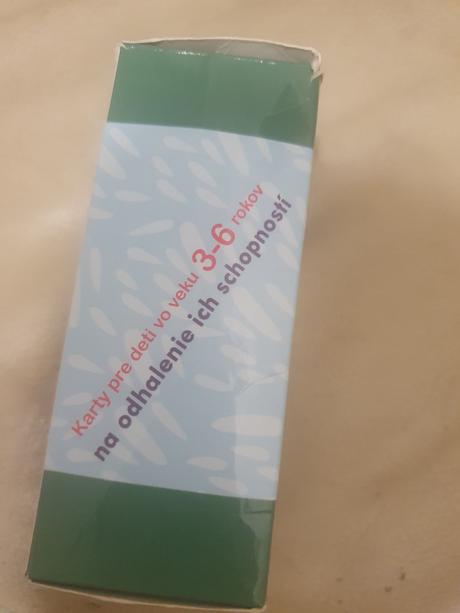 Karty pre deti vo veku 3-6 rokov
na odhalenie ich schopností